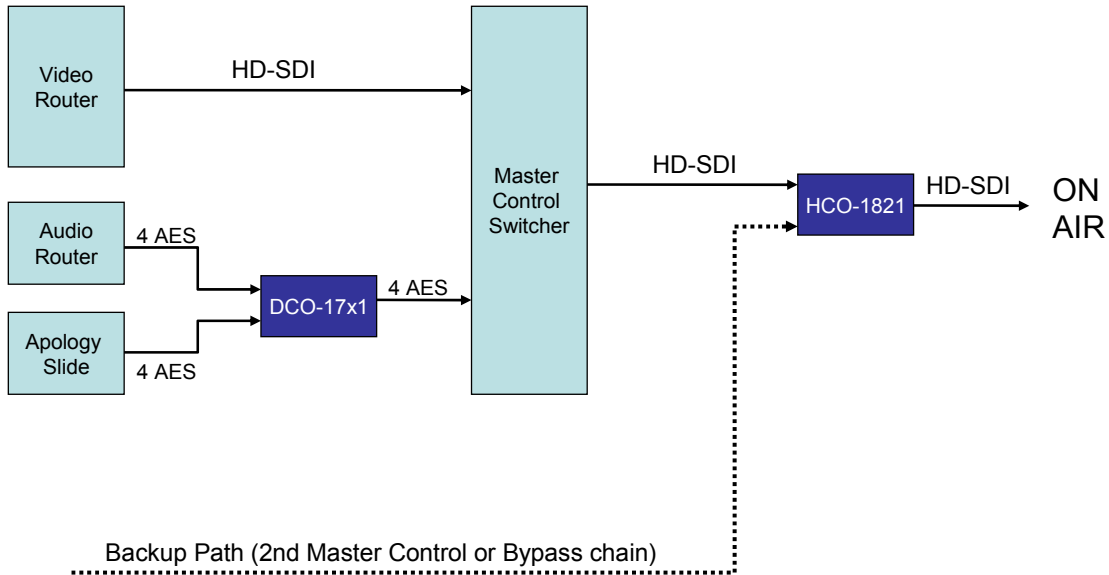 Video
Router
HD-SDI
Master
Control
Switcher
HD-SDI
HCO-1821
HD-SDI
ON
AIR
Audio
Router
4 AES
DCO-17x1
4 AES
Apology
Slide
4 AES
Backup Path (2nd Master Control or Bypass chain)